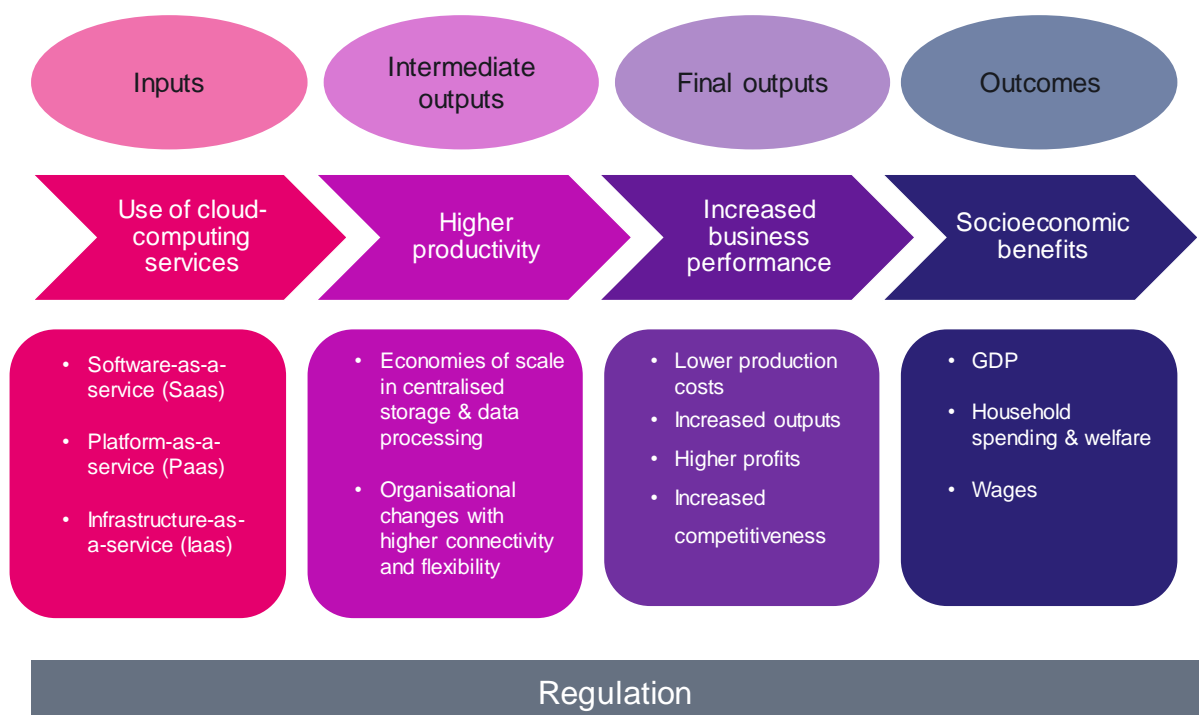 Inputs
Intermediate
outputs
Final outputs
Outcomes
Use of cloud-
computing
services
Higher
productivity
Increased
business
performance
Socioeconomic
benefits
• Software-as-a-
service (Saas)
• Platform-as-a-
service (Paas)
• Infrastructure-as-
a-service (Iaas)
• Economies of scale
in centralised
storage & data
processing
• Organisational
changes with
higher connectivity
and flexibility
• Lower production
costs
• Increased outputs
• Higher profits
• Increased
competitiveness
• GDP
• Household
spending & welfare
• Wages
Regulation